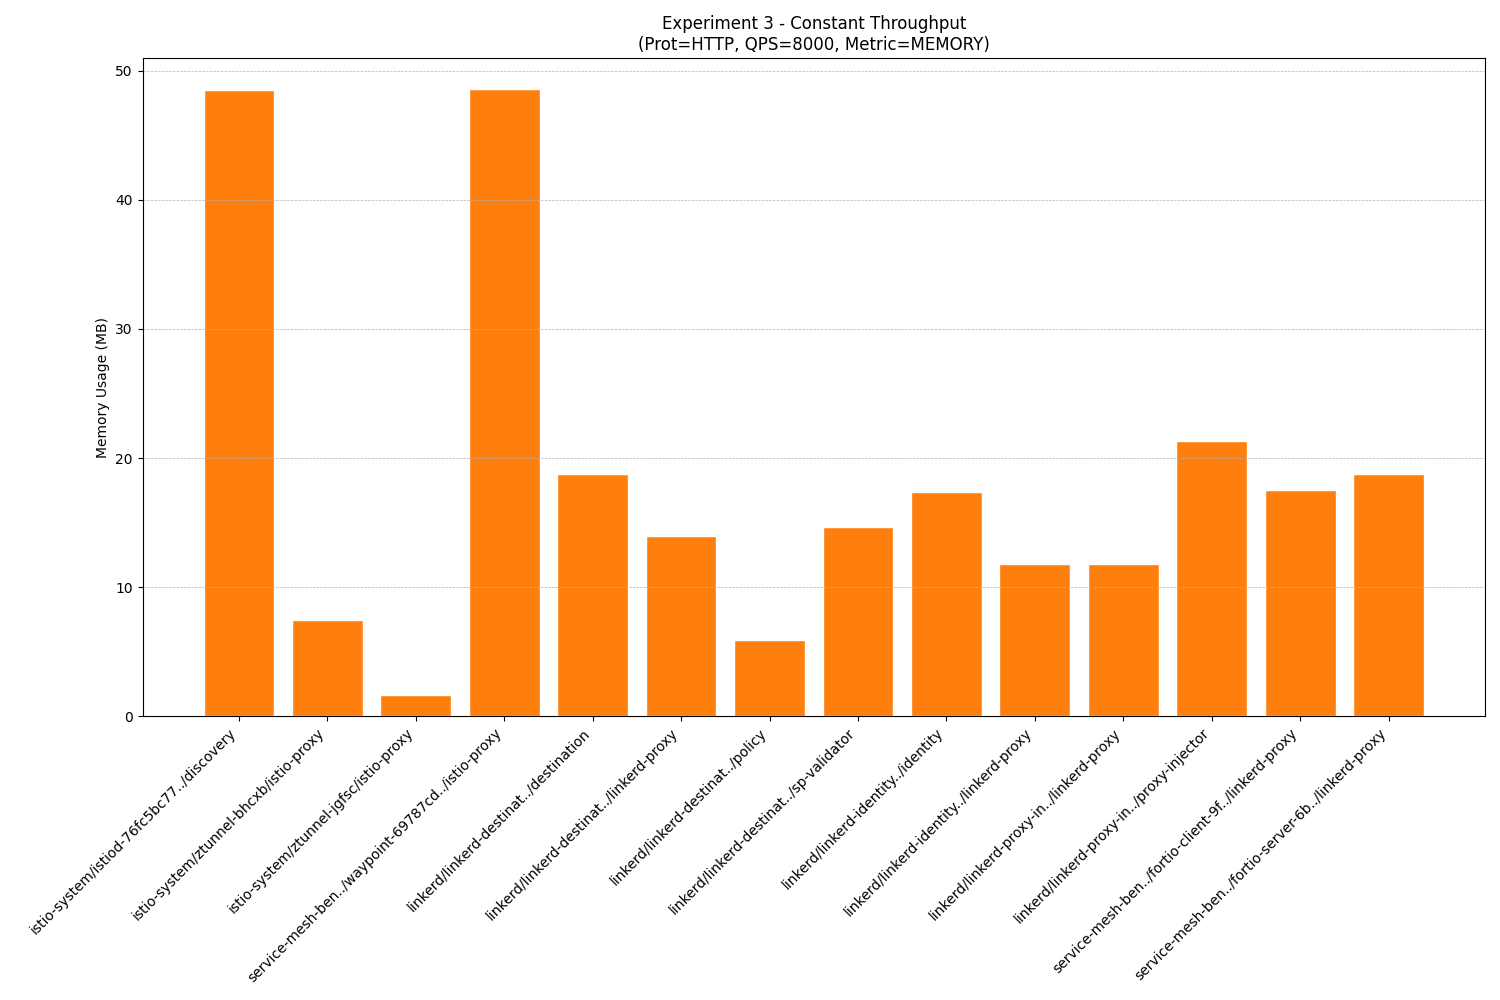 Experiment 3 - Constant Throughput
(Prot=HTTP, QPS=8000, Metric=MEMORY)
Memory Usage (MB)
50
40
30
20
10
0
istio-system/istiod-76fc5bc77../discovery
istio-system/ztunnel-bhcxb/istio-proxy
istio-system/ztunnel-jgfsc/istio-proxy
service-mesh-ben../waypoint-69787cd../istio-proxy
linkerd/linkerd-destinat../destination
linkerd/linkerd-destinat../linkerd-proxy
linkerd/linkerd-destinat../policy
linkerd/linkerd-destinat../sp-validator
linkerd/linkerd-identity../identity
linkerd/linkerd-identity../linkerd-proxy
linkerd/linkerd-proxy-in../linkerd-proxy
linkerd/linkerd-proxy-in../proxy-injector
service-mesh-ben../fortio-client-9f../linkerd-proxy
service-mesh-ben../fortio-server-6b../linkerd-proxy